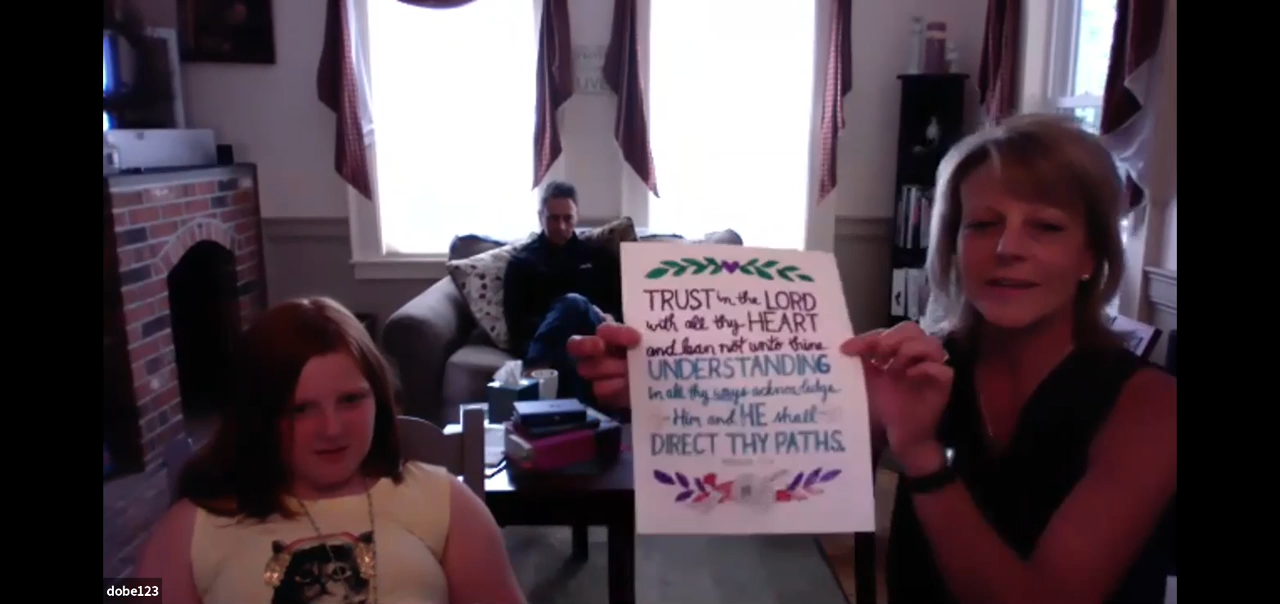 LIVE
TRUST in the LORD
with all thy HEART
and lean not unto thine
UNDERSTANDING
In all thy ways acknowledge
Him and HE shall
DIRECT THY PATHS.
dobe123